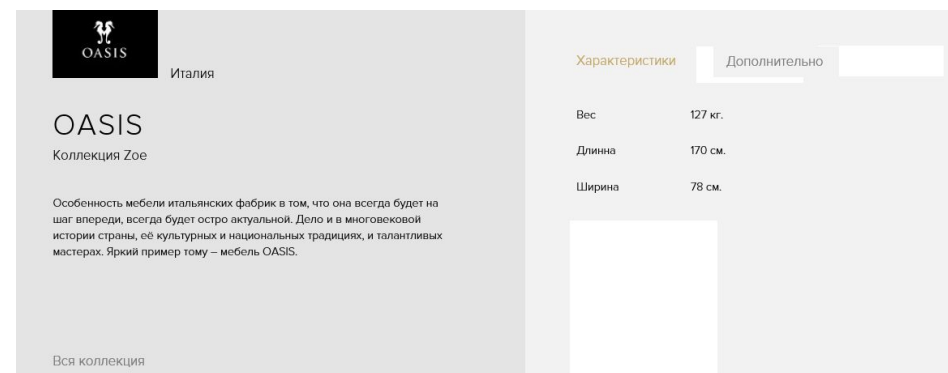 OASIS
Италия
OASIS
Коллекция Zoe
Особенность мебели итальянских фабрик в том, что она всегда будет на
шаг впереди, всегда будет остро актуальной. Дело и в многовековой
истории страны, её культурных и национальных традициях, и талантливых
мастерах. Яркий пример тому – мебель OASIS.
Вся коллекция
Характеристики Дополнительно
Вес 127 кг.
Длинна 170 см.
Ширина 78 см.